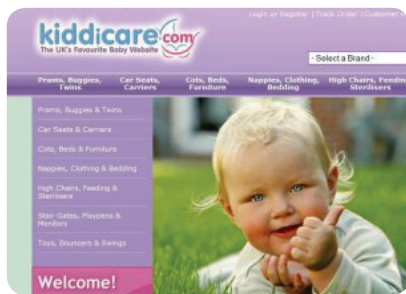 Login or Register | Track Order | Customer H
kiddicare.com
The UK's Favourite Baby Website
- Select a Brand -
Prams, Buggies,
Twins
Car Seats,
Carriers
Cots, Beds,
Furniture
Nappies, Clothing,
Bedding
High Chairs, Feedin
Sterilisers
Prams, Buggies & Twins
Car Seats & Carriers
Cots, Beds & Furniture
Nappies, Clothing & Bedding
High Chairs, Feeding &
Sterilisers
Stair Gates, Playpens &
Monitors
Toys, Bouncers & Swings
Welcome!